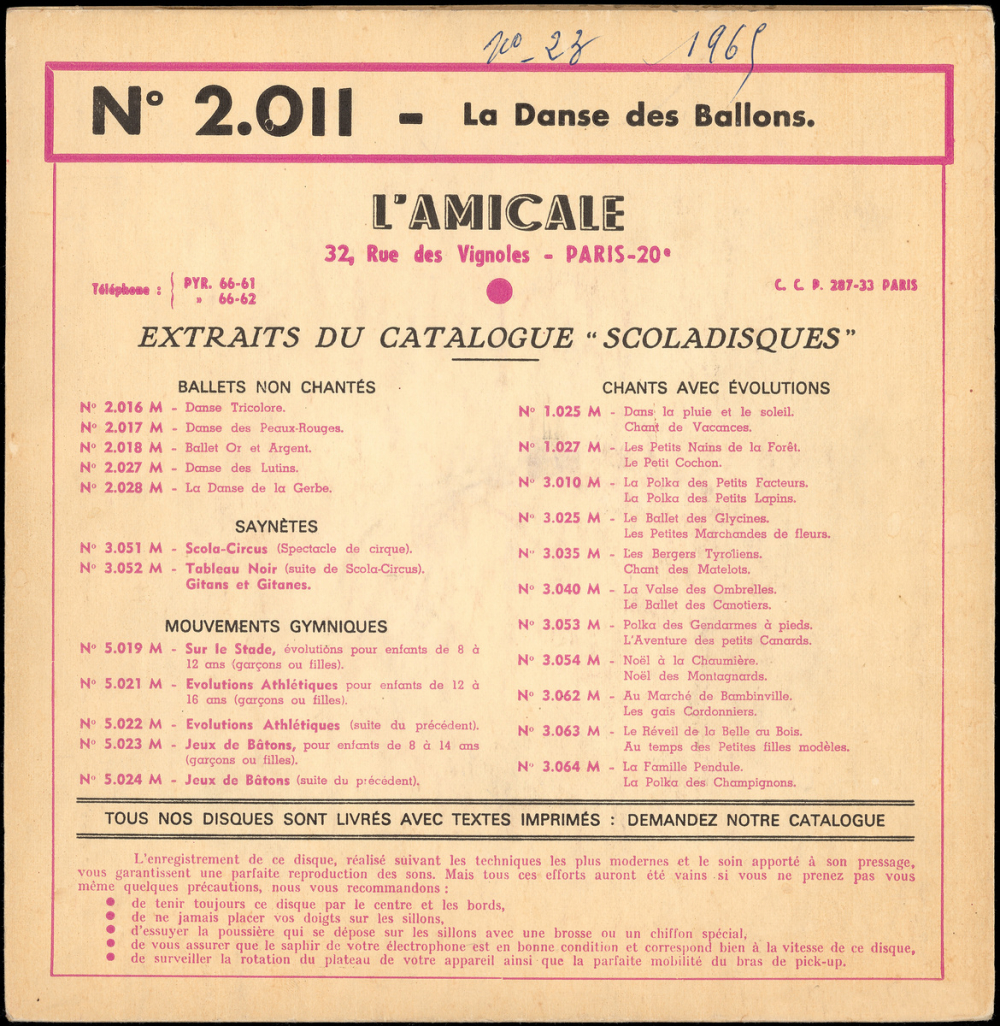 no_23 1965
N° 2.011 - La Danse des Ballons.
L'AMICALE
32, Rue des Vignoles - PARIS-20e
Téléphone : { PYR. 66-61
» 66-62
C. C. P. 287-33 PARIS
EXTRAITS DU CATALOGUE "SCOLADISQUES"
BALLETS NON CHANTÉS
N° 2.016 M - Danse Tricolore.
N° 2.017 M - Danse des Peaux-Rouges.
N° 2.018 M - Ballet Or et Argent.
N° 2.027 M - Danse des Lutins.
N° 2.028 M - La Danse de la Gerbe.
SAYNÈTES
N° 3.051 M - Scola-Circus (Spectacle de cirque).
N° 3.052 M - Tableau Noir (suite de Scola-Circus).
Gitans et Gitanes.
MOUVEMENTS GYMNIQUES
N° 5.019 M - Sur le Stade, évolutions pour enfants de 8 à
12 ans (garçons ou filles).
N° 5.021 M - Evolutions Athlétiques pour enfants de 12 à
16 ans (garçons ou filles).
N° 5.022 M - Evolutions Athlétiques (suite du précédent).
N° 5.023 M - Jeux de Bâtons, pour enfants de 8 à 14 ans
(garçons ou filles).
N° 5.024 M - Jeux de Bâtons (suite du précédent).
CHANTS AVEC ÉVOLUTIONS
N° 1.025 M - Dans la pluie et le soleil.
Chant de Vacances.
N° 1.027 M - Les Petits Nains de la Forêt.
Le Petit Cochon.
N° 3.010 M - La Polka des Petits Facteurs.
La Polka des Petits Lapins.
N° 3.025 M - Le Ballet des Glycines.
Les Petites Marchandes de fleurs.
N° 3.035 M - Les Bergers Tyroliens.
Chant des Matelots.
N° 3.040 M - La Valse des Ombrelles.
Le Ballet des Canotiers.
N° 3.053 M - Polka des Gendarmes à pieds.
L'Aventure des petits Canards.
N° 3.054 M - Noël à la Chaumière.
Noël des Montagnards.
N° 3.062 M - Au Marché de Bambinville.
Les gais Cordonniers.
N° 3.063 M - Le Réveil de la Belle au Bois.
Au temps des Petites filles modèles.
N° 3.064 M - La Famille Pendule.
La Polka des Champignons.
TOUS NOS DISQUES SONT LIVRÉS AVEC TEXTES IMPRIMÉS : DEMANDEZ NOTRE CATALOGUE
L'enregistrement de ce disque, réalisé suivant les techniques les plus modernes et le soin apporté à son pressage,
vous garantissent une parfaite reproduction des sons. Mais tous ces efforts auront été vains si vous ne prenez pas vous
même quelques précautions, nous vous recommandons :
● de tenir toujours ce disque par le centre et les bords,
● de ne jamais placer vos doigts sur les sillons,
● d'essuyer la poussière qui se dépose sur les sillons avec une brosse ou un chiffon spécial,
● de vous assurer que le saphir de votre électrophone est en bonne condition et correspond bien à la vitesse de ce disque,
● de surveiller la rotation du plateau de votre appareil ainsi que la parfaite mobilité du bras de pick-up.